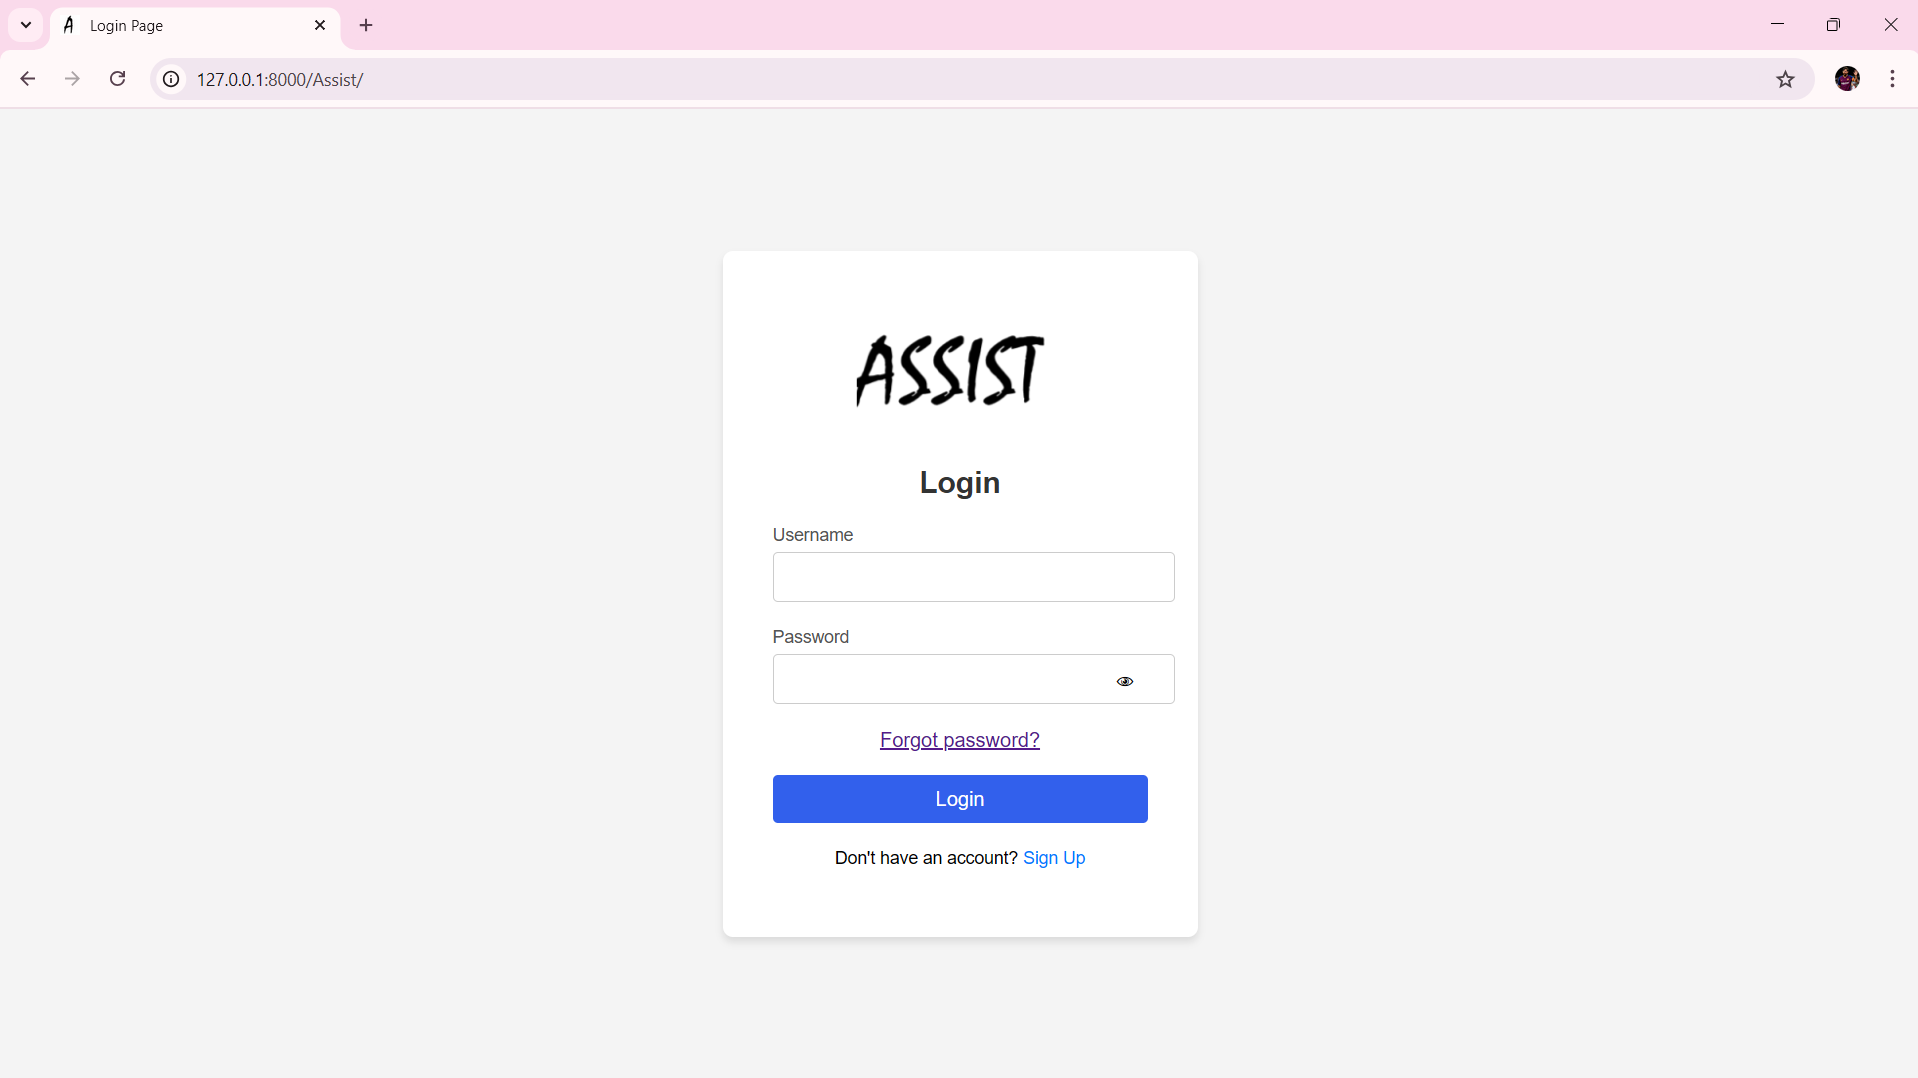 Login Page
127.0.0.1:8000/Assist/
ASSIST
Login
Username
Password
Forgot password?
Login
Don't have an account? Sign Up